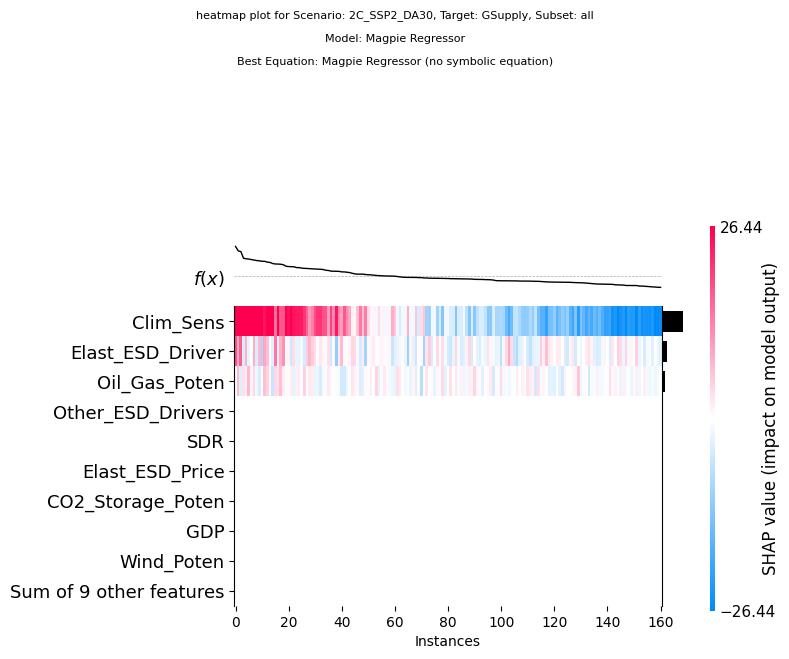 heatmap plot for Scenario: 2C_SSP2_DA30, Target: GSupply, Subset: all
Model: Magpie Regressor
Best Equation: Magpie Regressor (no symbolic equation)
26.44
f(x)
Clim_Sens
Elast_ESD_Driver
Oil_Gas_Poten
Other_ESD_Drivers
SDR
Elast_ESD_Price
CO2_Storage_Poten
GDP
Wind_Poten
Sum of 9 other features
SHAP value (impact on model output)
−26.44
0 20 40 60 80 100 120 140 160
Instances